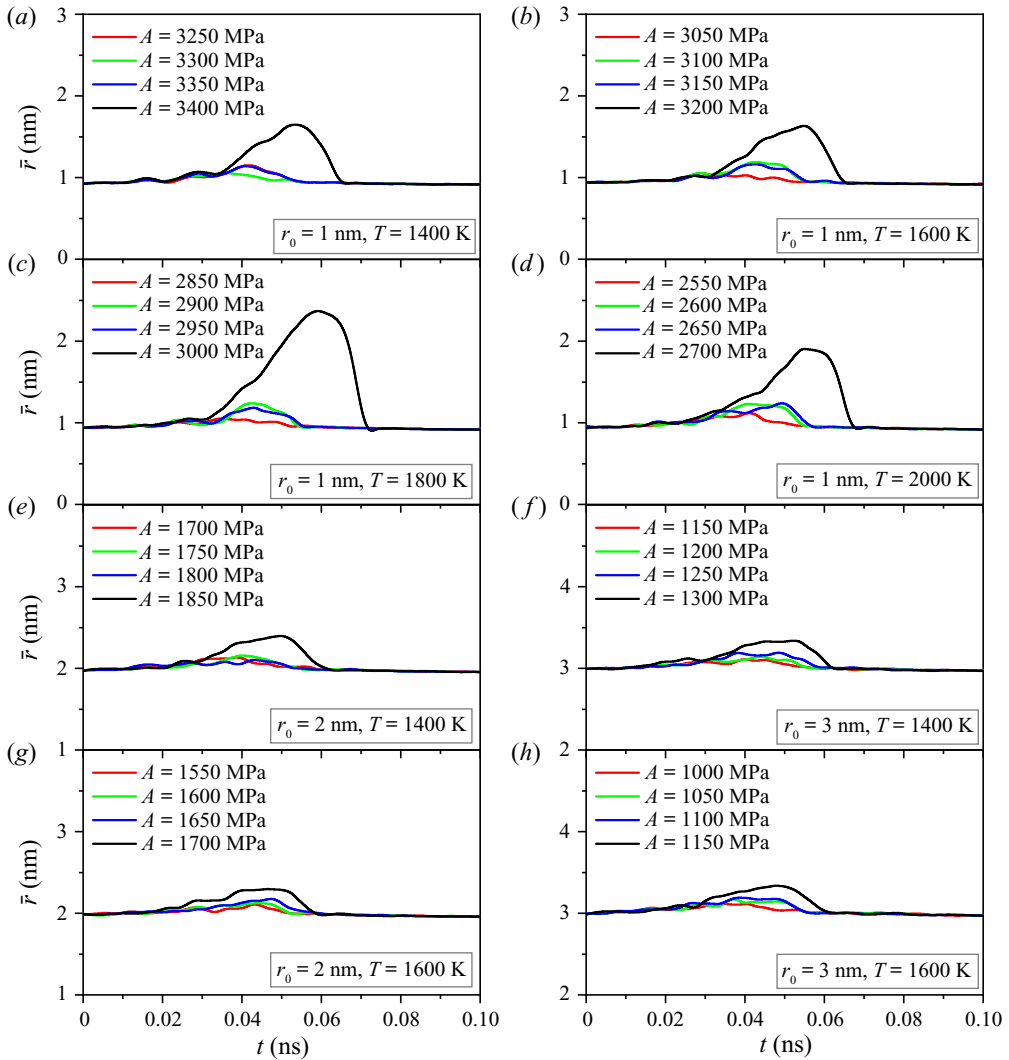 (a)
3
2
1
0
r̄ (nm)
A = 3250 MPa
A = 3300 MPa
A = 3350 MPa
A = 3400 MPa
r0 = 1 nm, T = 1400 K
(b)
3
2
1
0
A = 3050 MPa
A = 3100 MPa
A = 3150 MPa
A = 3200 MPa
r0 = 1 nm, T = 1600 K
(c)
2
1
0
r̄ (nm)
A = 2850 MPa
A = 2900 MPa
A = 2950 MPa
A = 3000 MPa
r0 = 1 nm, T = 1800 K
(d)
2
1
0
A = 2550 MPa
A = 2600 MPa
A = 2650 MPa
A = 2700 MPa
r0 = 1 nm, T = 2000 K
(e)
3
2
1
r̄ (nm)
A = 1700 MPa
A = 1750 MPa
A = 1800 MPa
A = 1850 MPa
r0 = 2 nm, T = 1400 K
(f)
4
3
2
A = 1150 MPa
A = 1200 MPa
A = 1250 MPa
A = 1300 MPa
r0 = 3 nm, T = 1400 K
(g)
3
2
1
r̄ (nm)
A = 1550 MPa
A = 1600 MPa
A = 1650 MPa
A = 1700 MPa
r0 = 2 nm, T = 1600 K
0
0.02
0.04
0.06
0.08
0.10
t (ns)
(h)
4
3
2
A = 1000 MPa
A = 1050 MPa
A = 1100 MPa
A = 1150 MPa
r0 = 3 nm, T = 1600 K
0
0.02
0.04
0.06
0.08
0.10
t (ns)